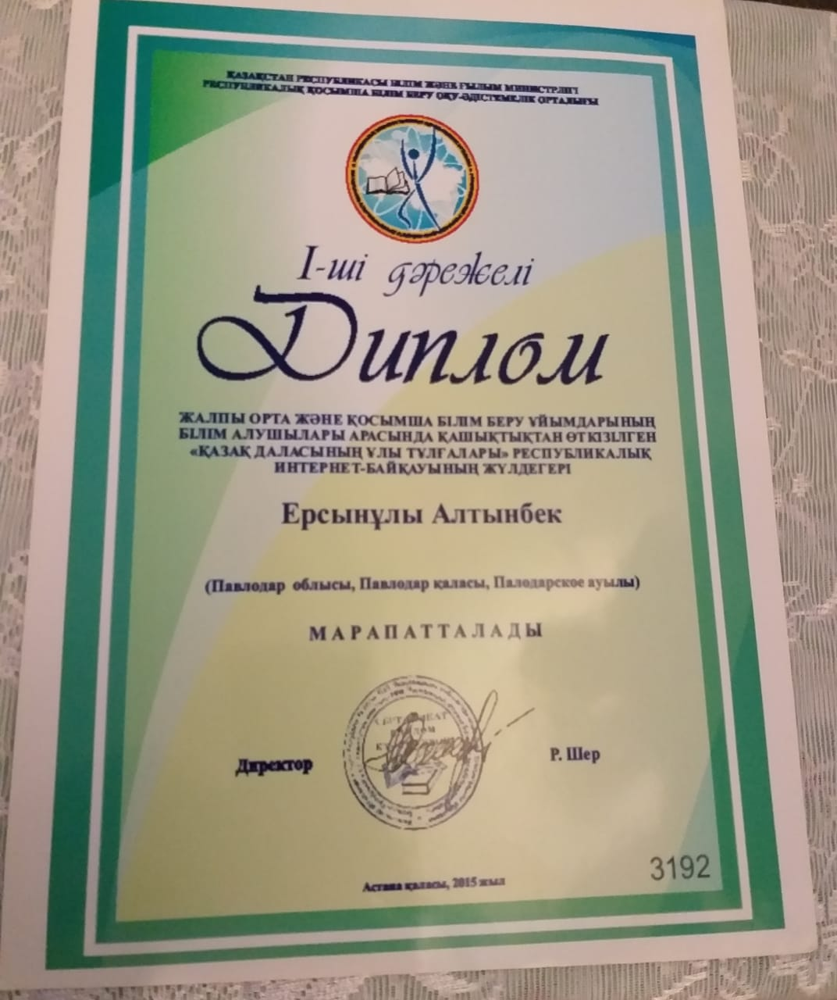 ҚАЗАҚСТАН РЕСПУБЛИКАСЫ БІЛІМ ЖӘНЕ ҒЫЛЫМ МИНИСТРЛІГІ
РЕСПУБЛИКАЛЫҚ ҚОСЫМША БІЛІМ БЕРУ ОҚУ-ӘДІСТЕМЕЛІК ОРТАЛЫҒЫ
І-ші дәрежелі
Диплом
ЖАЛПЫ ОРТА ЖӘНЕ ҚОСЫМША БІЛІМ БЕРУ ҰЙЫМДАРЫНЫҢ
БІЛІМ АЛУШЫЛАРЫ АРАСЫНДА ҚАШЫҚТЫҚТАН ӨТКІЗІЛГЕН
«ҚАЗАҚ ДАЛАСЫНЫҢ ҰЛЫ ТҰЛҒАЛАРЫ» РЕСПУБЛИКАЛЫҚ
ИНТЕРНЕТ-БАЙҚАУЫНЫҢ ЖҮЛДЕГЕРІ
Ерсынұлы Алтынбек
(Павлодар облысы, Павлодар қаласы, Палодарское ауылы)
МАРАПАТТАЛАДЫ
Директор
Р. Шер
3192
Астана қаласы, 2015 жыл